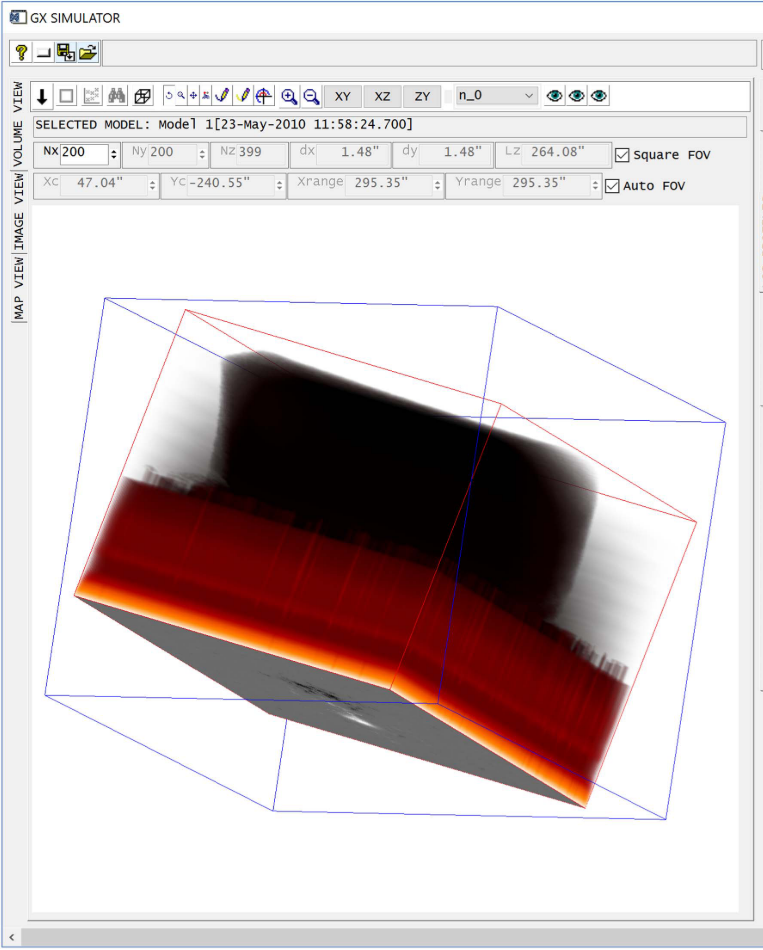 GX SIMULATOR
XY XZ ZY n_0
SELECTED MODEL: Model 1[23-May-2010 11:58:24.700]
Nx 200 Ny 200 Nz 399 dx 1.48" dy 1.48" Lz 264.08" Square FOV
Xc 47.04" Yc -240.55" Xrange 295.35" Yrange 295.35" Auto FOV
VOLUME VIEW
IMAGE VIEW
MAP VIEW